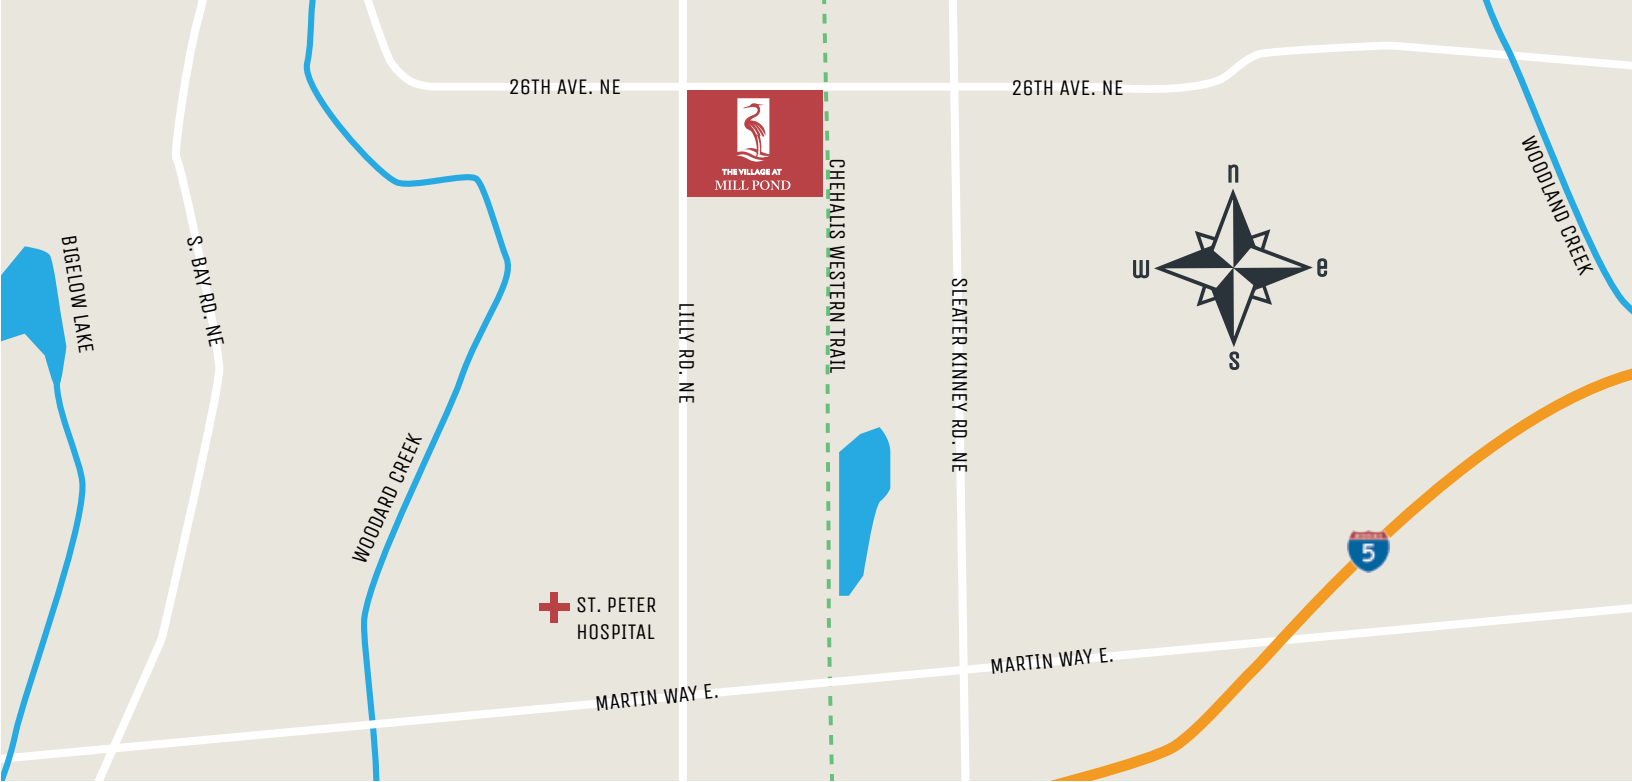 26TH AVE. NE
26TH AVE. NE
THE VILLAGE AT
MILL POND
CHEHALIS WESTERN TRAIL
WOODLAND CREEK
n
w
e
s
BIGELOW LAKE
S. BAY RD. NE
LILLY RD. NE
SLEATER KINNEY RD. NE
WOODARD CREEK
5
ST. PETER
HOSPITAL
MARTIN WAY E.
MARTIN WAY E.